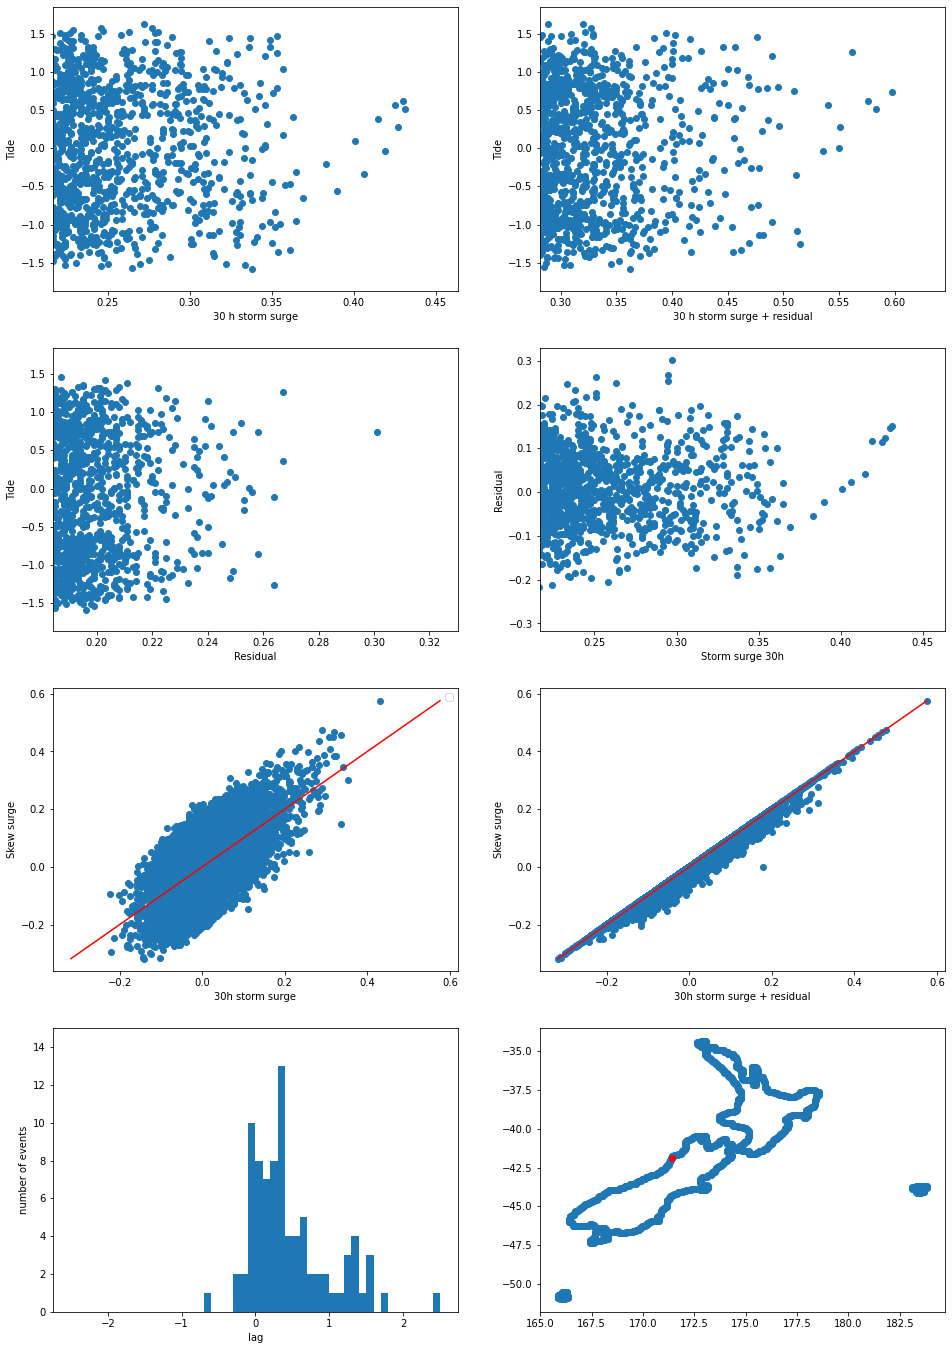 1.5 1.0 0.5 0.0 −0.5 −1.0 −1.5
Tide
0.25 0.30 0.35 0.40 0.45
30 h storm surge
1.5 1.0 0.5 0.0 −0.5 −1.0 −1.5
Tide
0.30 0.35 0.40 0.45 0.50 0.55 0.60
30 h storm surge + residual
1.5 1.0 0.5 0.0 −0.5 −1.0 −1.5
Tide
0.20 0.22 0.24 0.26 0.28 0.30 0.32
Residual
0.3 0.2 0.1 0.0 −0.1 −0.2 −0.3
Residual
0.25 0.30 0.35 0.40 0.45
Storm surge 30h
0.6 0.4 0.2 0.0 −0.2
Skew surge
−0.2 0.0 0.2 0.4 0.6
30h storm surge
0.6 0.4 0.2 0.0 −0.2
Skew surge
−0.2 0.0 0.2 0.4 0.6
30h storm surge + residual
14 12 10 8 6 4 2 0
number of events
−2 −1 0 1 2
lag
−35.0 −37.5 −40.0 −42.5 −45.0 −47.5 −50.0
165.0 167.5 170.0 172.5 175.0 177.5 180.0 182.5